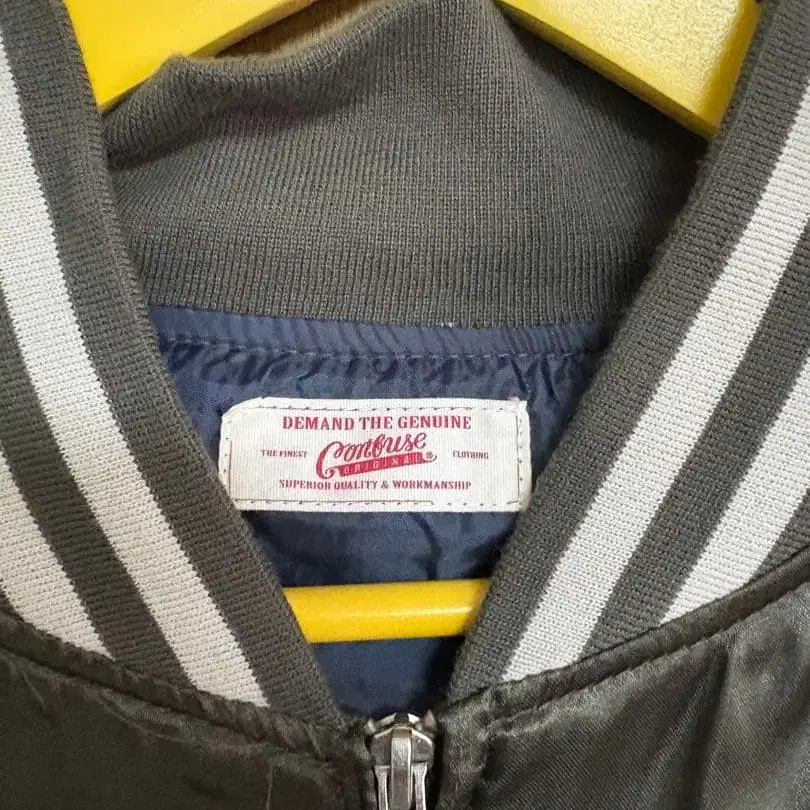 DEMAND THE GENUINE
THE FINEST Confuse CLOTHING
ORIGINAL ®
SUPERIOR QUALITY & WORKMANSHIP